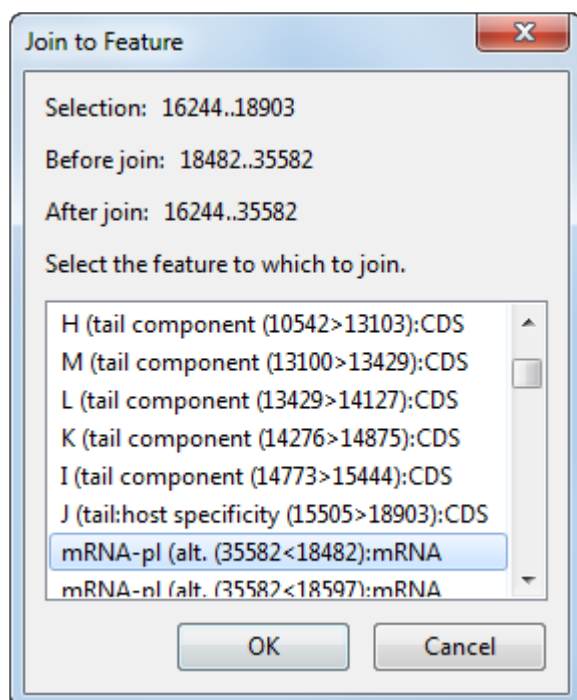 Join to Feature
Selection: 16244..18903
Before join: 18482..35582
After join: 16244..35582
Select the feature to which to join.
H (tail component (10542>13103):CDS
M (tail component (13100>13429):CDS
L (tail component (13429>14127):CDS
K (tail component (14276>14875):CDS
I (tail component (14773>15444):CDS
J (tail:host specificity (15505>18903):CDS
mRNA-pl (alt. (35582<18482):mRNA
mRNA-pl (alt. (35582<18597):mRNA
OK Cancel